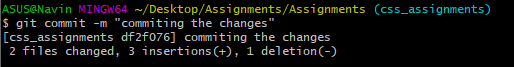 ASUS@Navin MINGW64 ~/Desktop/Assignments/Assignments (css_assignments)
$ git commit -m "commiting the changes"
[css_assignments df2f076] commiting the changes
 2 files changed, 3 insertions(+), 1 deletion(-)